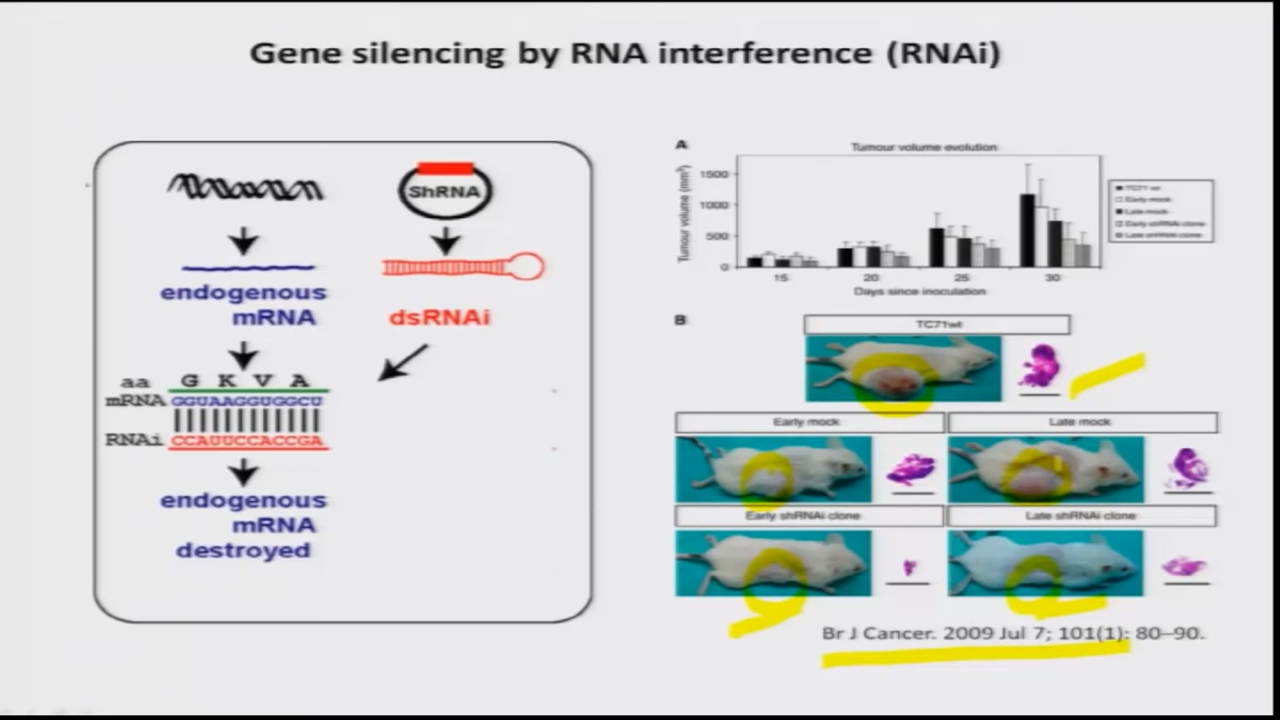 Gene silencing by RNA interference (RNAi)
ShRNA
endogenous
mRNA
dsRNAi
aa G K V A
mRNA GGUAAGGUGGCU
RNAi CCAUUCCACCGA
endogenous
mRNA
destroyed
A
Tumour volume evolution
Tumour volume (mm³)
1500
1000
500
0
15 20 25 30
Days since inoculation
TC71 wt
Early mock
Late mock
Early shRNAi clone
Late shRNAi clone
B
TC71wt
Early mock Late mock
Early shRNAi clone Late shRNAi clone
Br J Cancer. 2009 Jul 7; 101(1): 80–90.